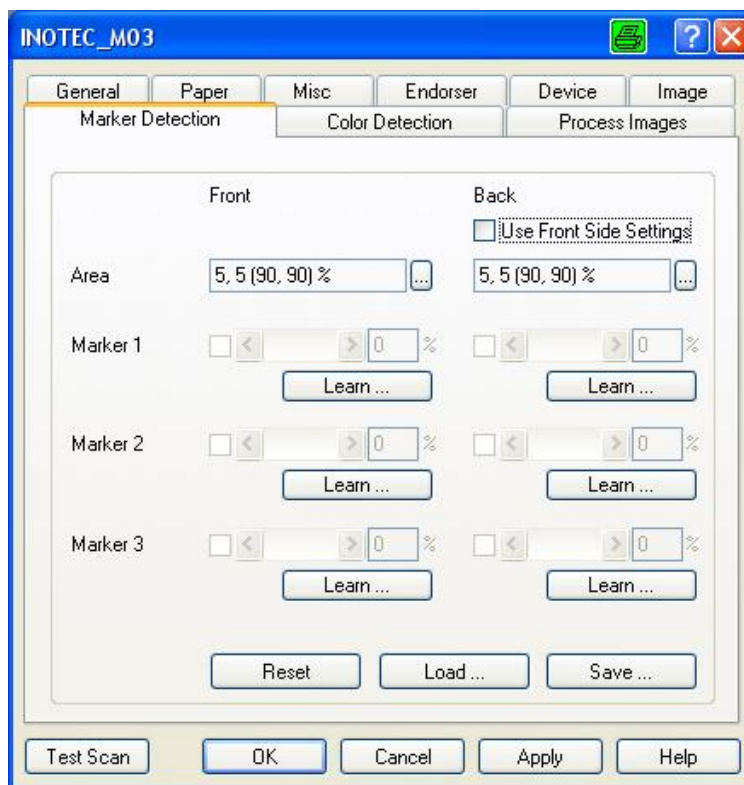 INOTEC_M03
General Paper Misc Endorser Device Image
Marker Detection Color Detection Process Images
Front Back
Use Front Side Settings
Area 5, 5 (90, 90) % ... 5, 5 (90, 90) % ...
Marker 1 0 % 0 %
Learn ... Learn ...
Marker 2 0 % 0 %
Learn ... Learn ...
Marker 3 0 % 0 %
Learn ... Learn ...
Reset Load ... Save ...
Test Scan OK Cancel Apply Help